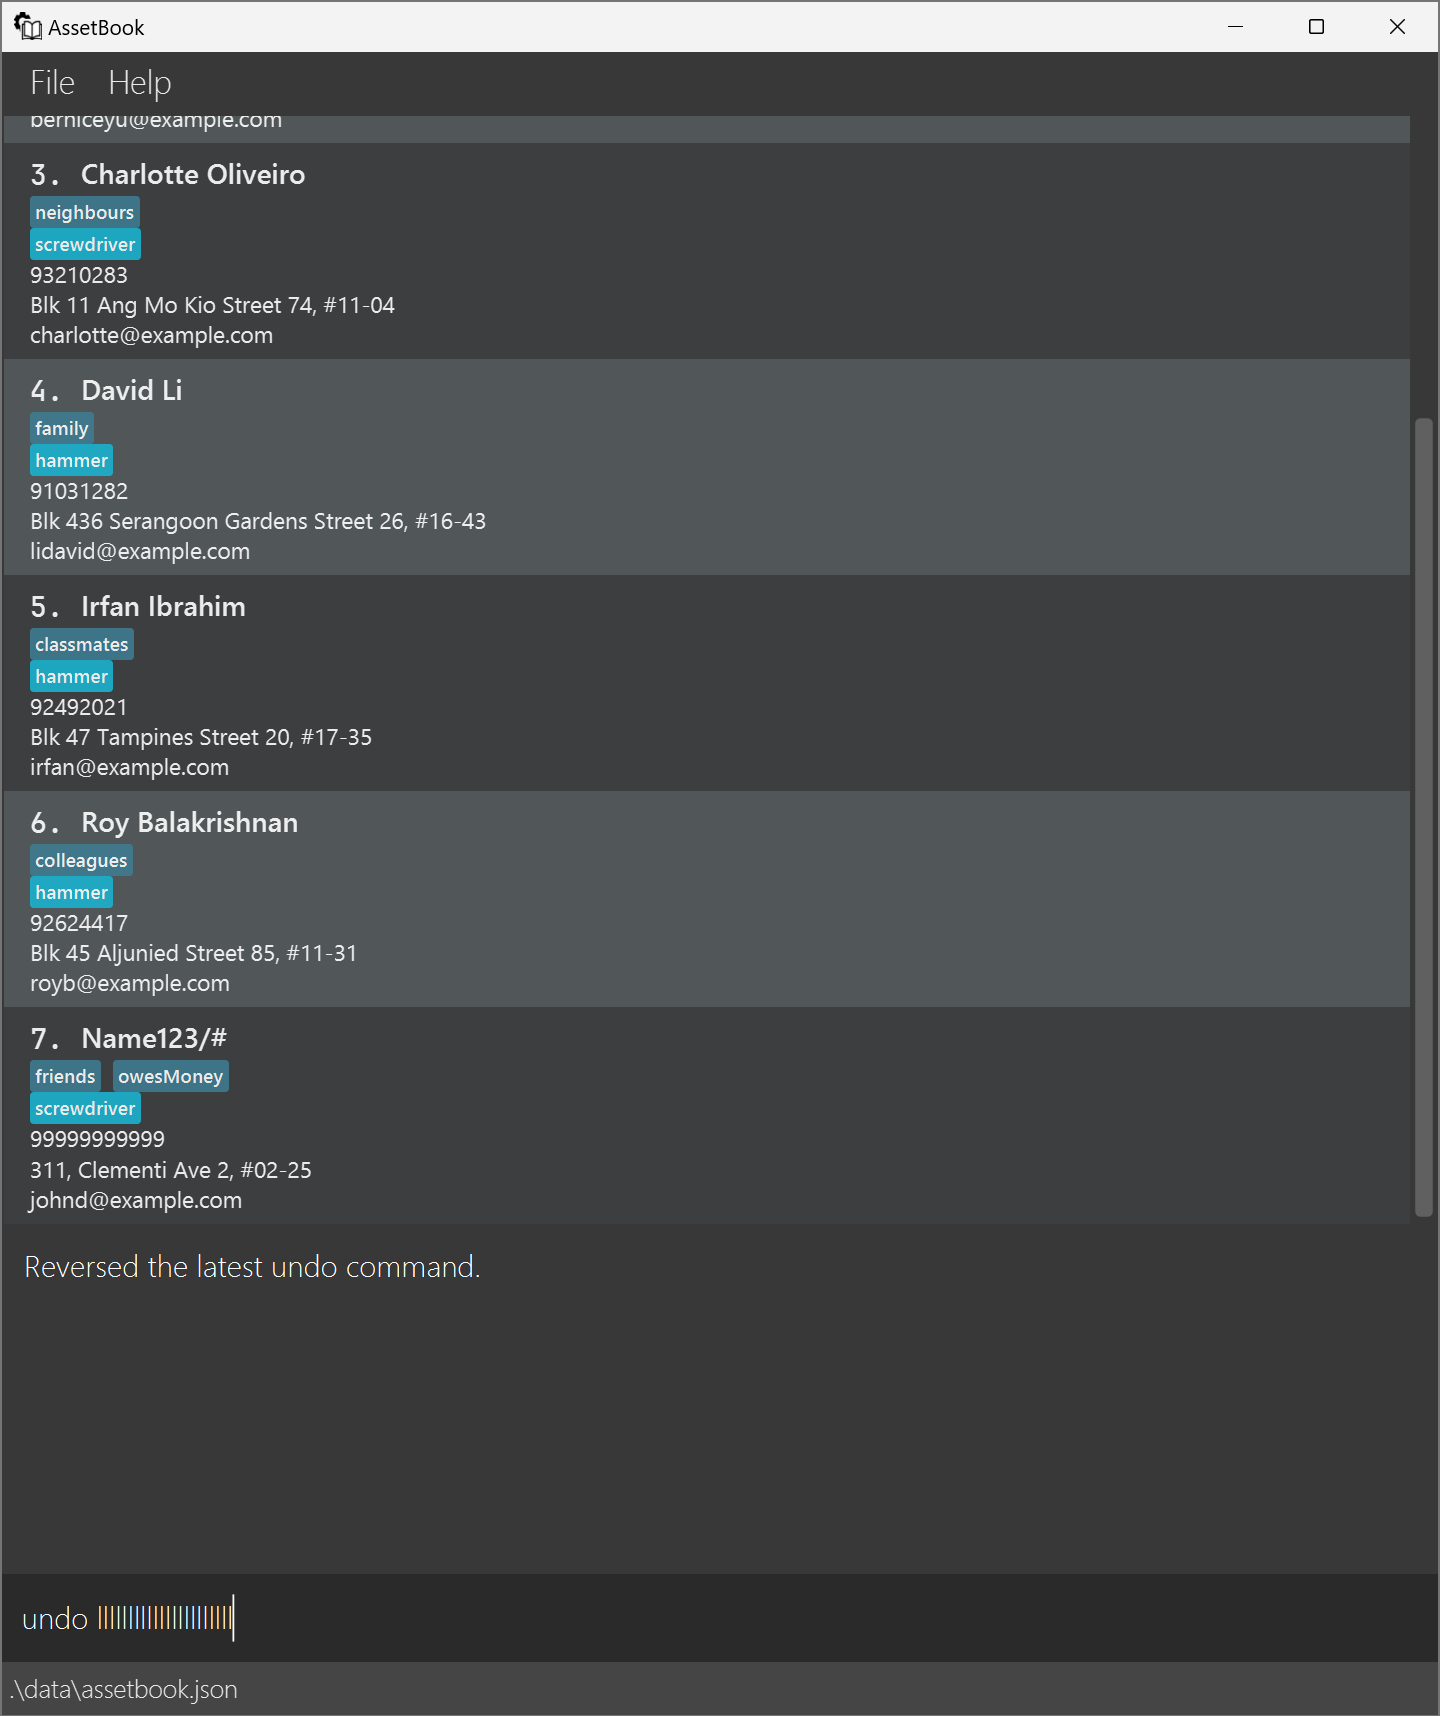 AssetBook
File Help
berniceyu@example.com
3. Charlotte Oliveiro
neighbours
screwdriver
93210283
Blk 11 Ang Mo Kio Street 74, #11-04
charlotte@example.com
4. David Li
family
hammer
91031282
Blk 436 Serangoon Gardens Street 26, #16-43
lidavid@example.com
5. Irfan Ibrahim
classmates
hammer
92492021
Blk 47 Tampines Street 20, #17-35
irfan@example.com
6. Roy Balakrishnan
colleagues
hammer
92624417
Blk 45 Aljunied Street 85, #11-31
royb@example.com
7. Name123/#
friends owesMoney
screwdriver
99999999999
311, Clementi Ave 2, #02-25
johnd@example.com
Reversed the latest undo command.
undo
.\data\assetbook.json